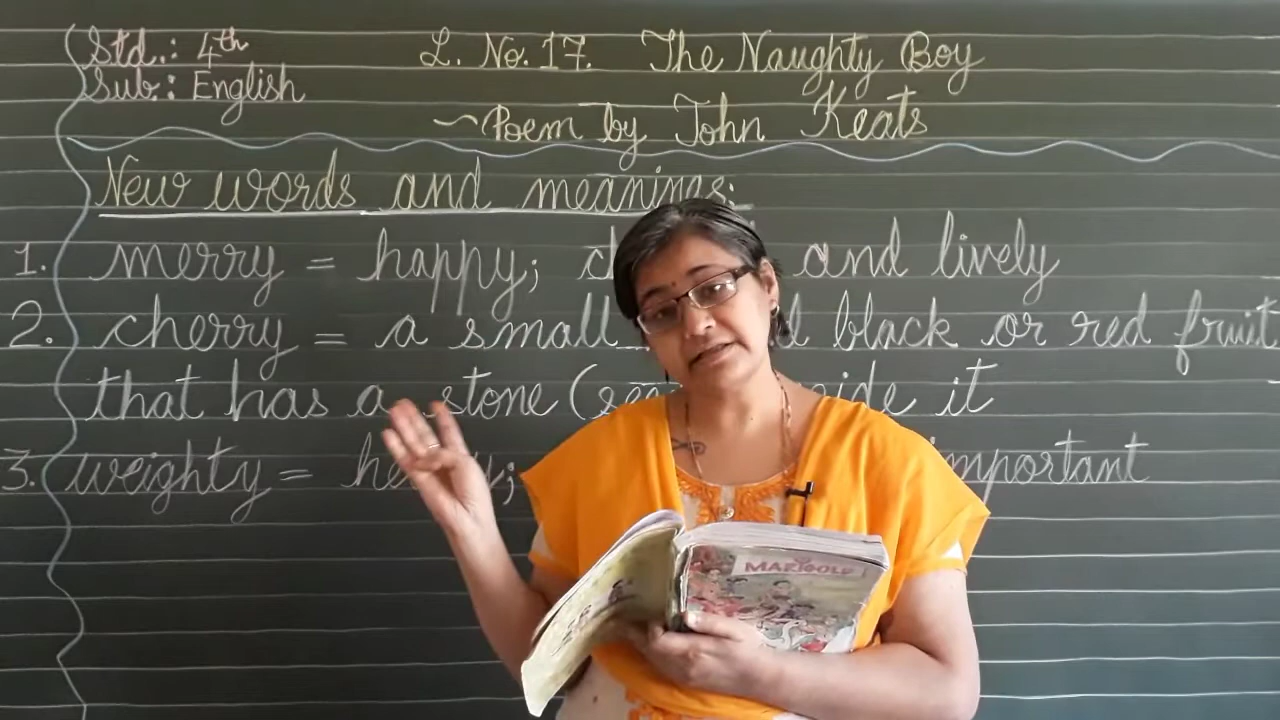 Std.: 4th
Sub.: English
L. No. 17. The Naughty Boy
~Poem by John Keats
New words and meanings:
1. merry = happy; and lively
2. cherry = a small black or red fruit
that has a stone it
3. weighty = important
MARIGOLD